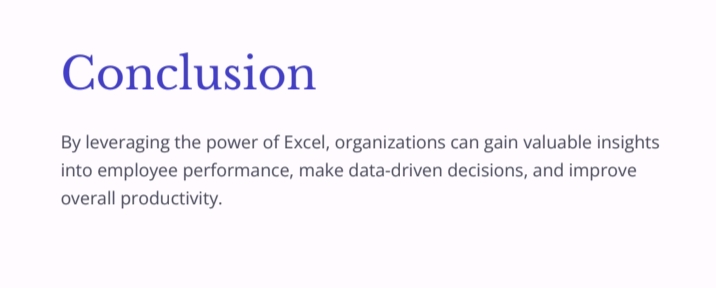 Conclusion
By leveraging the power of Excel, organizations can gain valuable insights
into employee performance, make data-driven decisions, and improve
overall productivity.